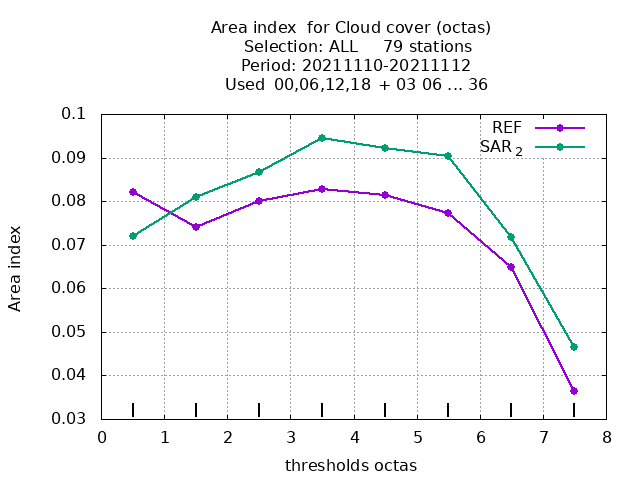 Area index  for Cloud cover (octas)
Selection: ALL     79 stations
Period: 20211110-20211112
Used  00,06,12,18  + 03 06 ... 36
0.1
0.09
0.08
0.07
0.06
0.05
0.04
0.03
Area index
REF
SAR 2
0 1 2 3 4 5 6 7 8
thresholds octas